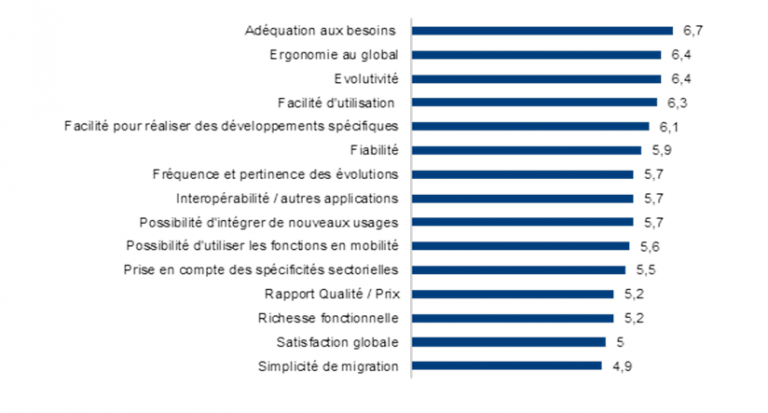 Adéquation aux besoins 6,7
Ergonomie au global 6,4
Evolutivité 6,4
Facilité d'utilisation 6,3
Facilité pour réaliser des développements spécifiques 6,1
Fiabilité 5,9
Fréquence et pertinence des évolutions 5,7
Interopérabilité / autres applications 5,7
Possibilité d'intégrer de nouveaux usages 5,7
Possibilité d'utiliser les fonctions en mobilité 5,6
Prise en compte des spécificités sectorielles 5,5
Rapport Qualité / Prix 5,2
Richesse fonctionnelle 5,2
Satisfaction globale 5
Simplicité de migration 4,9